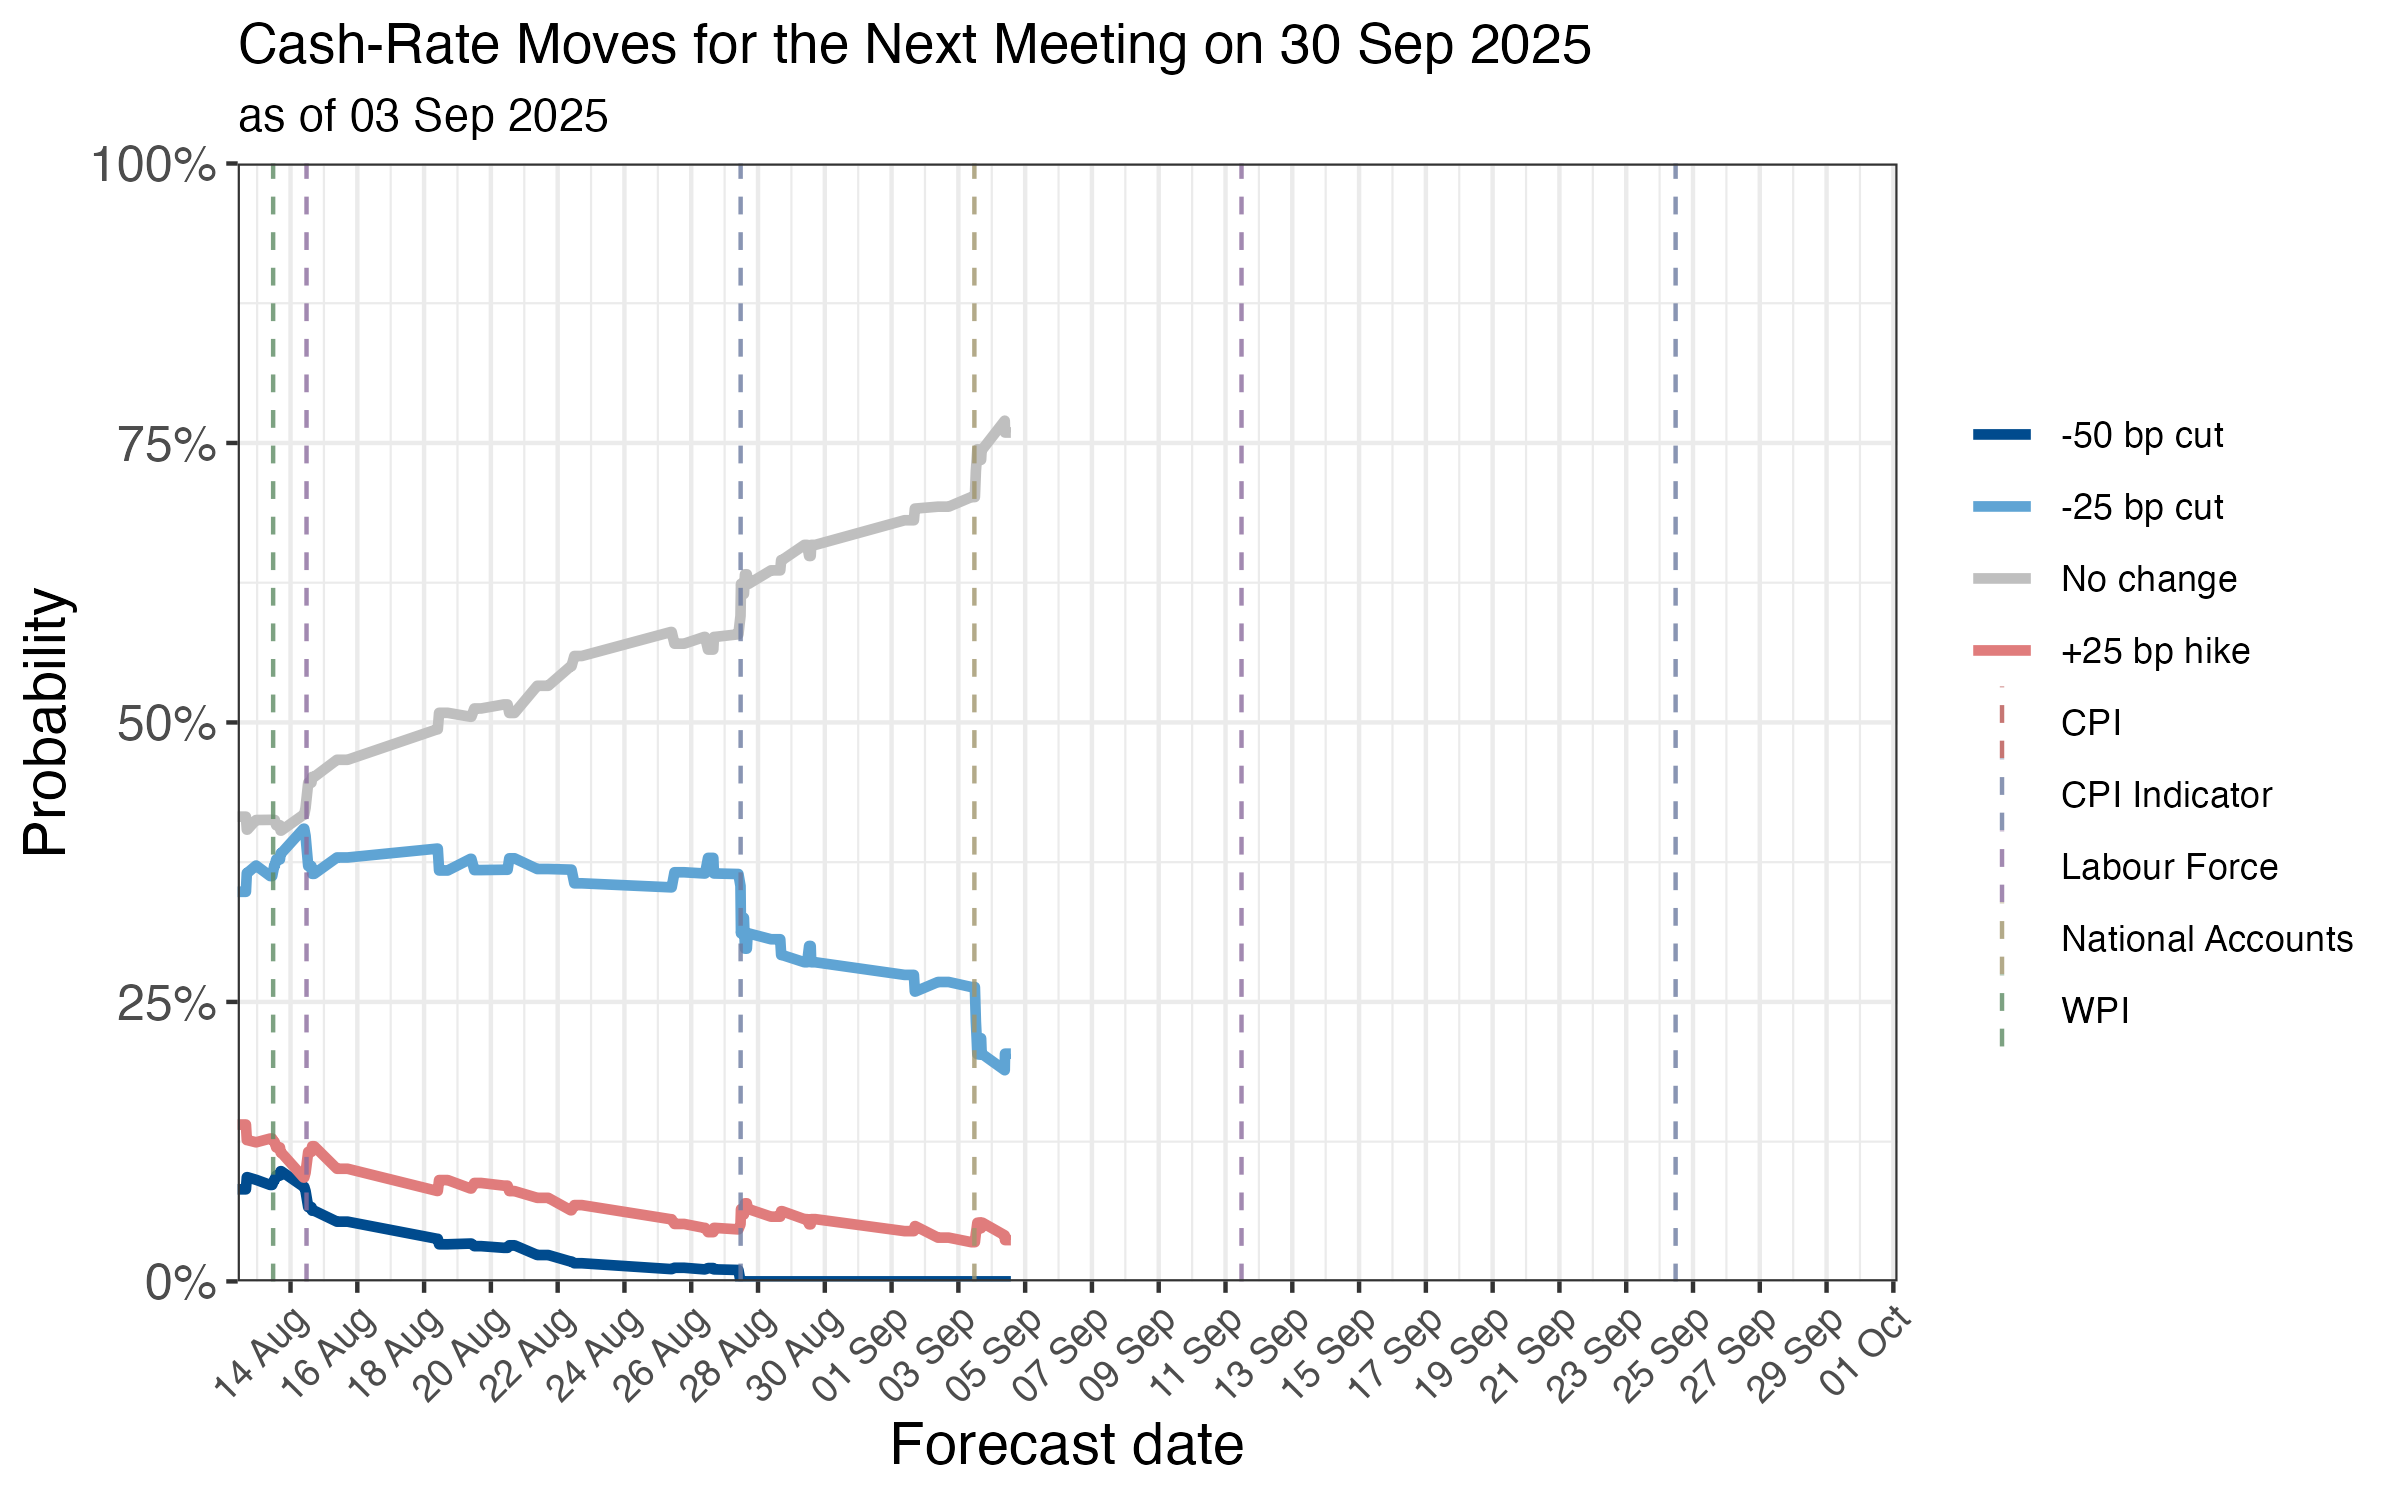 Cash-Rate Moves for the Next Meeting on 30 Sep 2025
as of 03 Sep 2025
Probability
100%
75%
50%
25%
0%
14 Aug
16 Aug
18 Aug
20 Aug
22 Aug
24 Aug
26 Aug
28 Aug
30 Aug
01 Sep
03 Sep
05 Sep
07 Sep
09 Sep
11 Sep
13 Sep
15 Sep
17 Sep
19 Sep
21 Sep
23 Sep
25 Sep
27 Sep
29 Sep
01 Oct
Forecast date
-50 bp cut
-25 bp cut
No change
+25 bp hike
CPI
CPI Indicator
Labour Force
National Accounts
WPI